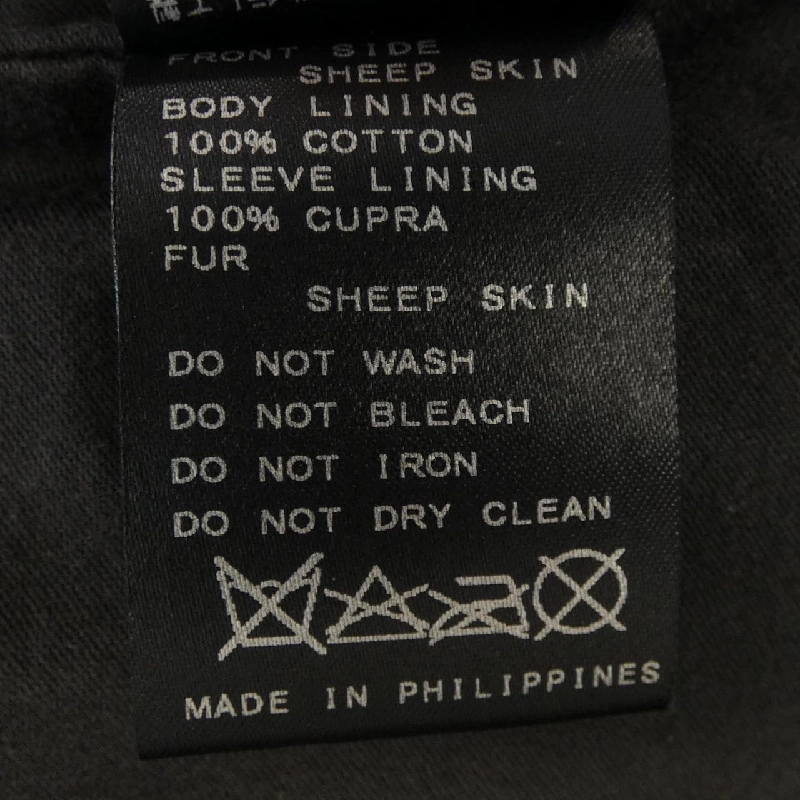 FRONT SIDE
SHEEP SKIN
BODY LINING
100% COTTON
SLEEVE LINING
100% CUPRA
FUR
SHEEP SKIN
DO NOT WASH
DO NOT BLEACH
DO NOT IRON
DO NOT DRY CLEAN
MADE IN PHILIPPINES